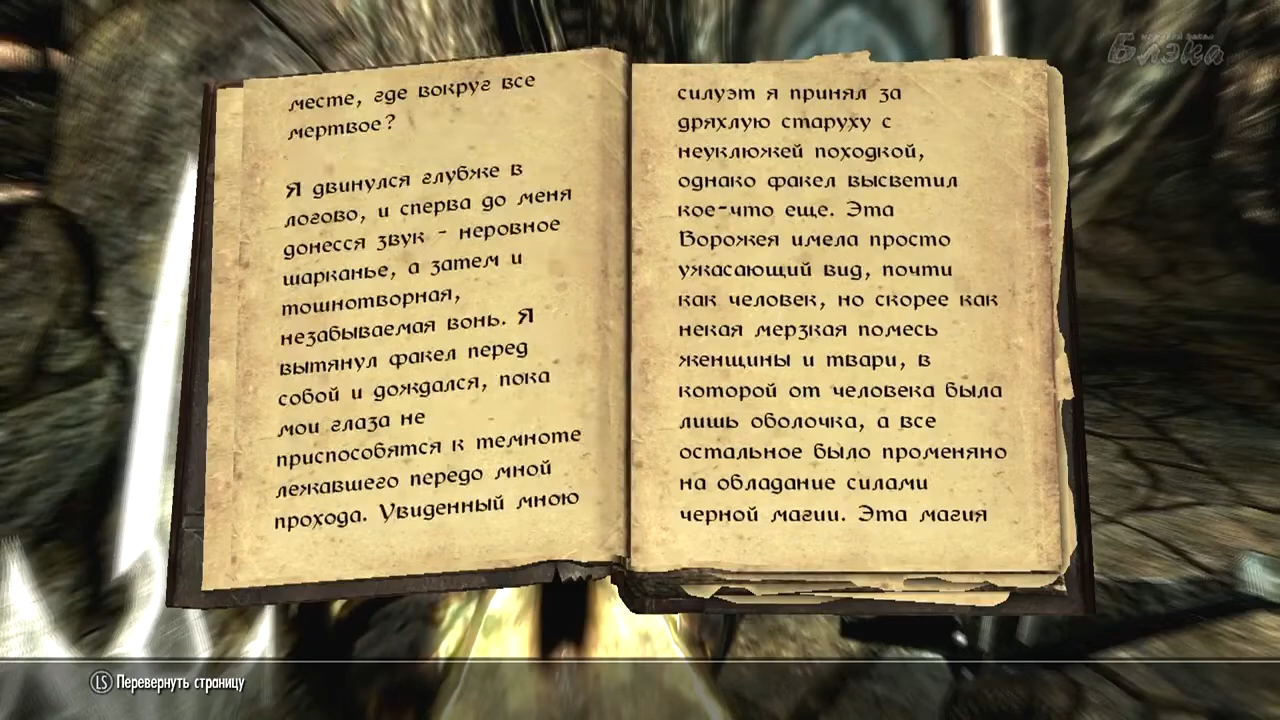 месте, где вокруг все
мертвое?
Я двинулся глубже в
логово, и сперва до меня
донесся звук - неровное
шарканье, а затем и
тошнотворная,
незабываемая вонь. Я
вытянул факел перед
собой и дождался, пока
мои глаза не
приспособятся к темноте
лежавшего передо мной
прохода. Увиденный мною
силуэт я принял за
дряхлую старуху с
неуклюжей походкой,
однако факел высветил
кое-что еще. Эта
Ворожея имела просто
ужасающий вид, почти
как человек, но скорее как
некая мерзкая помесь
женщины и твари, в
которой от человека была
лишь оболочка, а все
остальное было променяно
на обладание силами
черной магии. Эта магия
Блэка
LS Перевернуть страницу